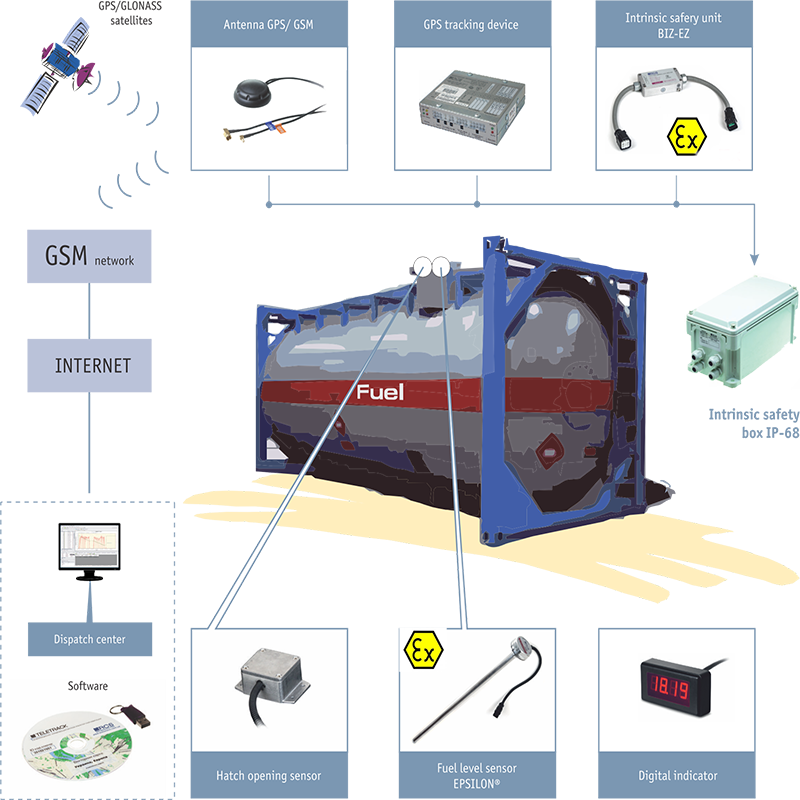 GPS/GLONASS
satellites
Antenna GPS/ GSM
GPS tracking device
Intrinsic safery unit
BIZ-EZ
Ex
GSM network
INTERNET
Fuel
Intrinsic safety
box IP-68
Dispatch center
Software
TELETRACK
RCS
Hatch opening sensor
Ex
Fuel level sensor
EPSILON®
18.19
Digital indicator